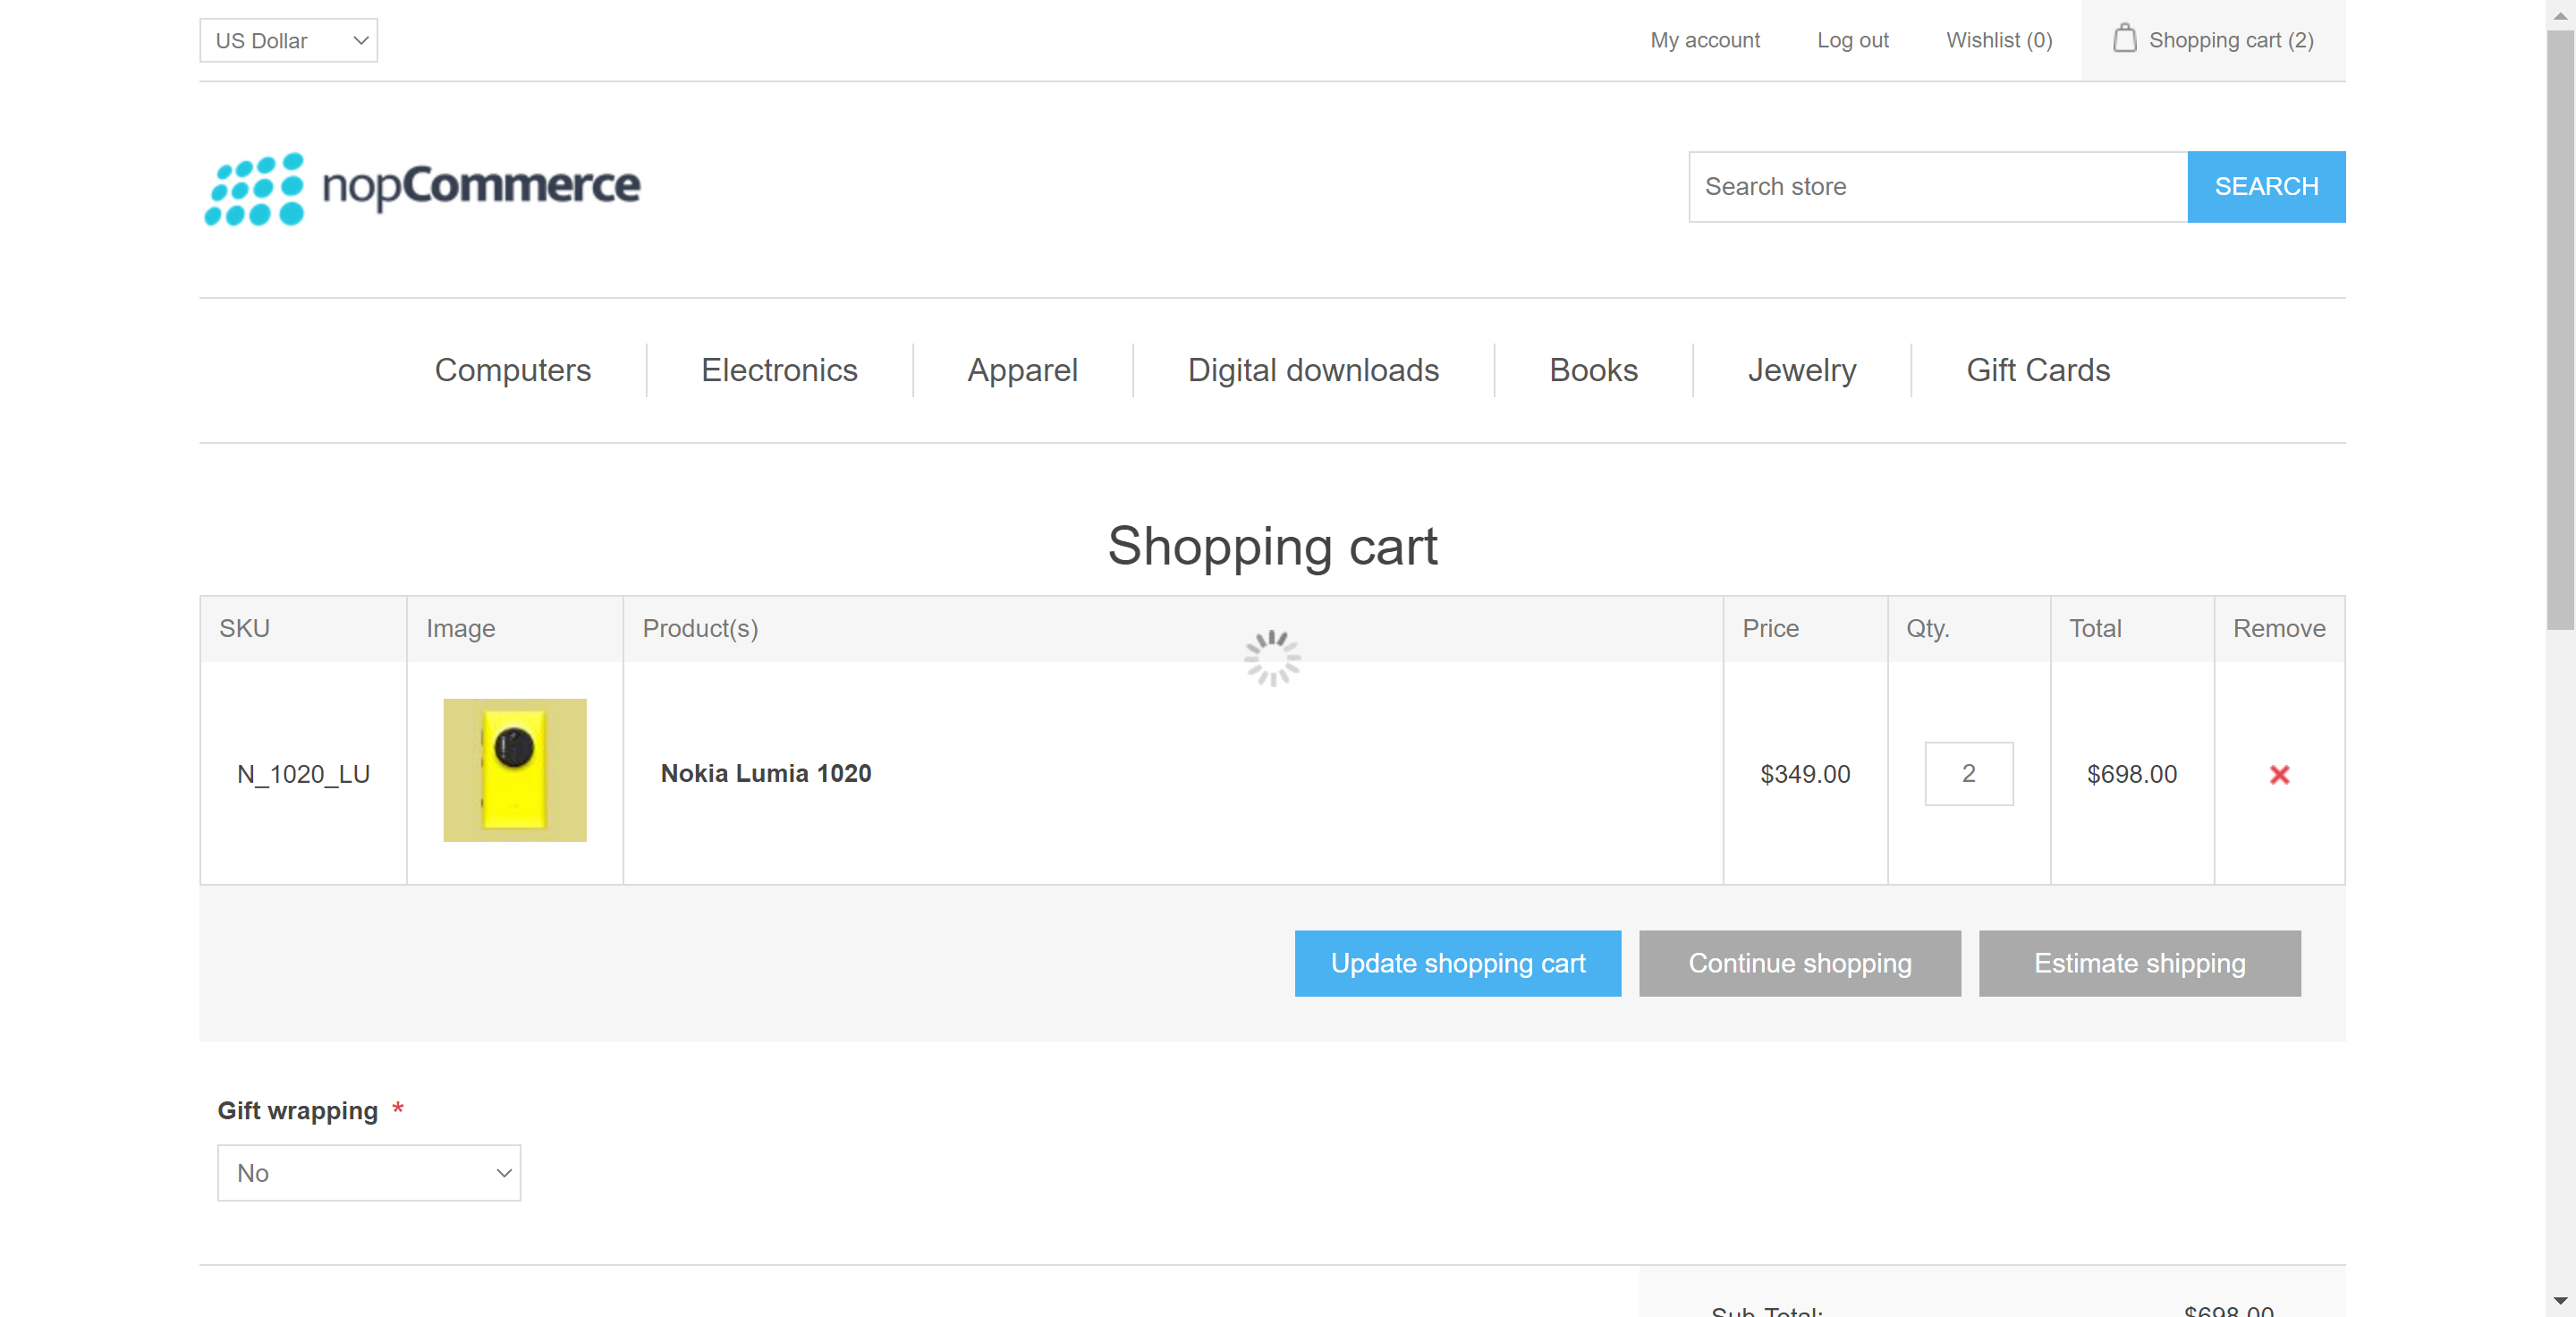 US Dollar
My account
Log out
Wishlist (0)
Shopping cart (2)
nopCommerce
Search store
SEARCH
Computers
Electronics
Apparel
Digital downloads
Books
Jewelry
Gift Cards
Shopping cart
SKU
Image
Product(s)
Price
Qty.
Total
Remove
N_1020_LU
Nokia Lumia 1020
$349.00
2
$698.00
Update shopping cart
Continue shopping
Estimate shipping
Gift wrapping *
No
Sub-Total:
$698.00